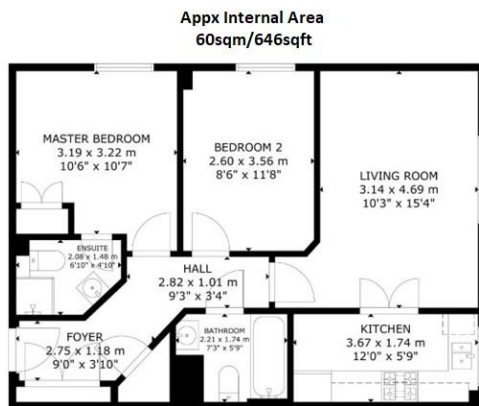 Appx Internal Area
60sqm/646sqft
MASTER BEDROOM
3.19 x 3.22 m
10'6" x 10'7"
BEDROOM 2
2.60 x 3.56 m
8'6" x 11'8"
LIVING ROOM
3.14 x 4.69 m
10'3" x 15'4"
ENSUITE
2.08 x 1.48 m
6'10" x 4'10"
HALL
2.82 x 1.01 m
9'3" x 3'4"
FOYER
2.75 x 1.18 m
9'0" x 3'10"
BATHROOM
2.21 x 1.74 m
7'3" x 5'9"
KITCHEN
3.67 x 1.74 m
12'0" x 5'9"